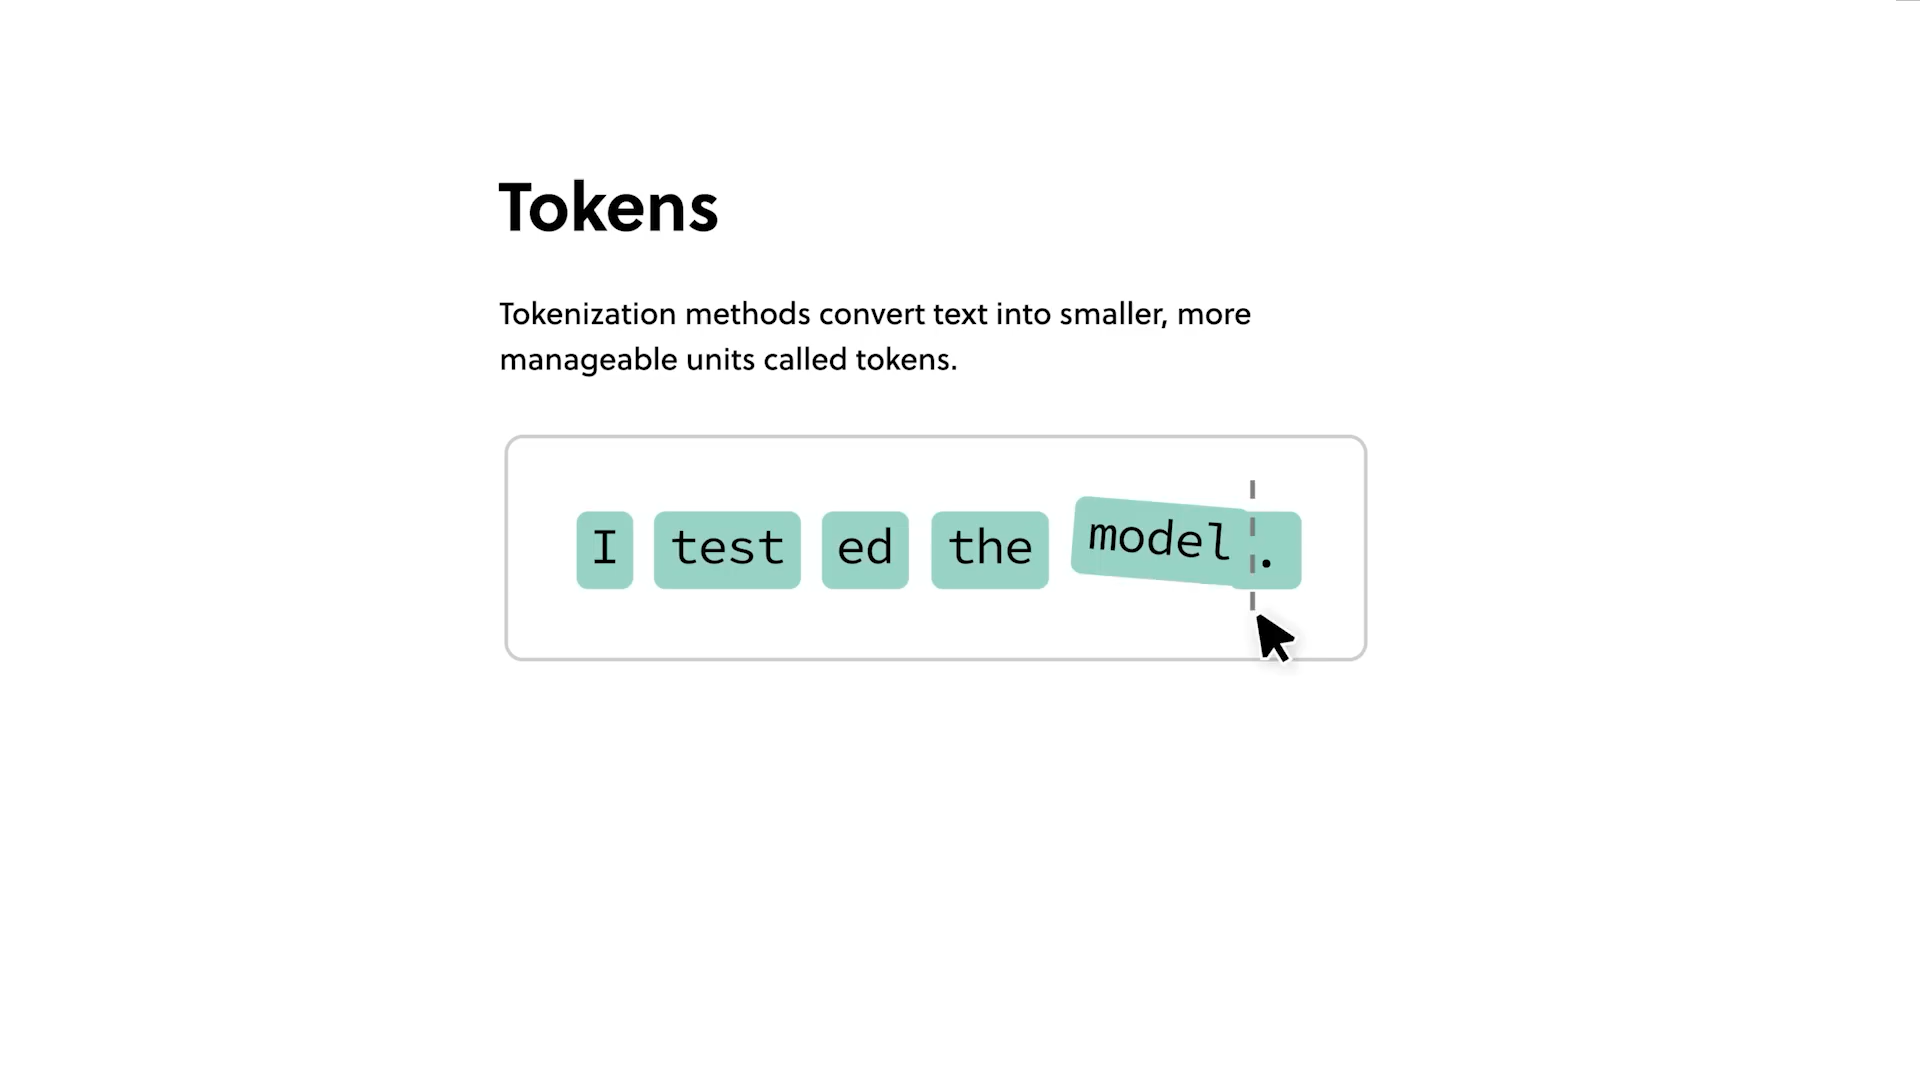 Tokens
Tokenization methods convert text into smaller, more
manageable units called tokens.
I test ed the model .